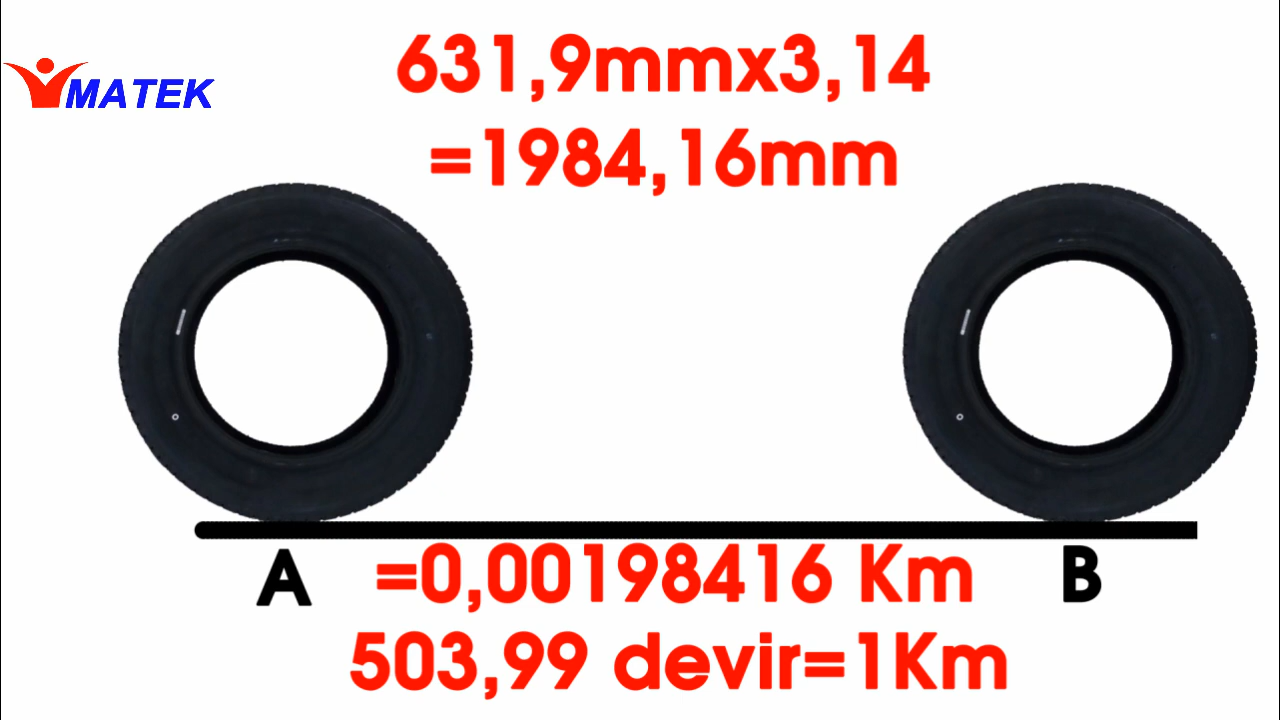 MATEK
631,9mmx3,14
=1984,16mm
A
=0,00198416 Km
B
503,99 devir=1Km